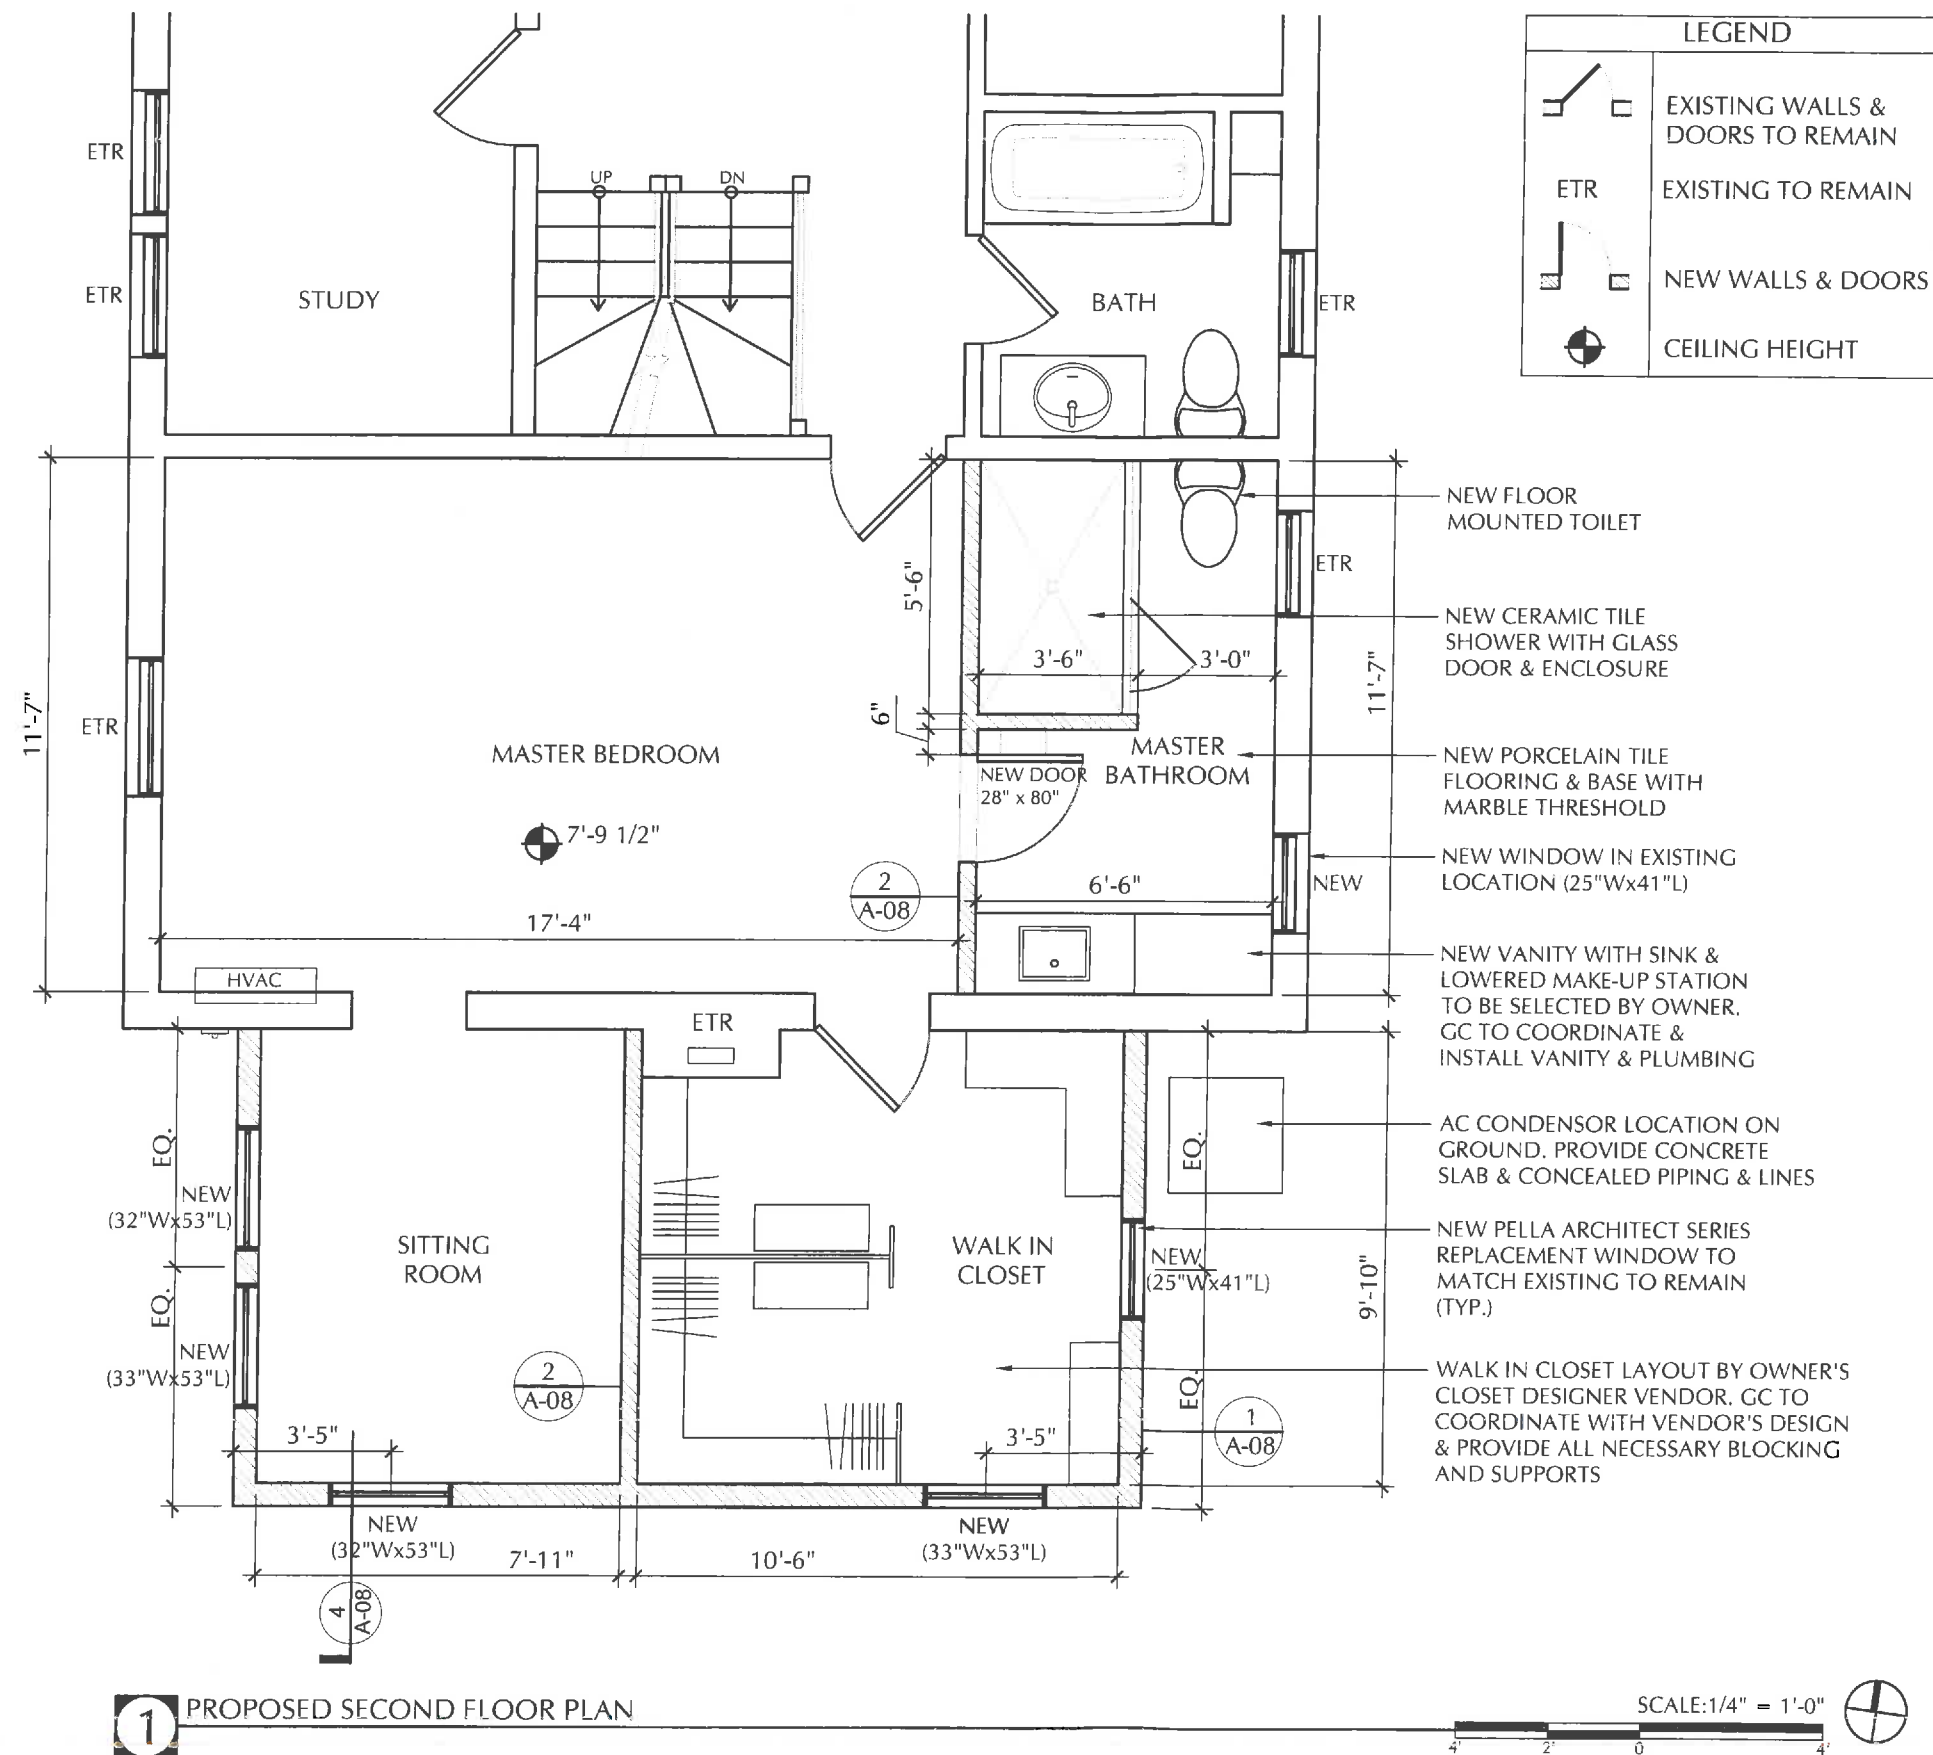 LEGEND
EXISTING WALLS &
DOORS TO REMAIN
ETR
EXISTING TO REMAIN
NEW WALLS & DOORS
CEILING HEIGHT
ETR
ETR
STUDY
UP
DN
BATH
ETR
NEW FLOOR
MOUNTED TOILET
ETR
5'-6"
NEW CERAMIC TILE
SHOWER WITH GLASS
DOOR & ENCLOSURE
3'-6"
3'-0"
11'-7"
11'-7"
6"
ETR
MASTER BEDROOM
MASTER
BATHROOM
NEW DOOR
28" x 80"
NEW PORCELAIN TILE
FLOORING & BASE WITH
MARBLE THRESHOLD
7'-9 1/2"
NEW WINDOW IN EXISTING
LOCATION (25"Wx41"L)
NEW
2
A-08
6'-6"
17'-4"
NEW VANITY WITH SINK &
LOWERED MAKE-UP STATION
TO BE SELECTED BY OWNER.
GC TO COORDINATE &
INSTALL VANITY & PLUMBING
HVAC
ETR
EQ.
EQ.
AC CONDENSOR LOCATION ON
GROUND. PROVIDE CONCRETE
SLAB & CONCEALED PIPING & LINES
NEW
(32"Wx53"L)
SITTING
ROOM
WALK IN
CLOSET
NEW
(25"Wx41"L)
NEW PELLA ARCHITECT SERIES
REPLACEMENT WINDOW TO
MATCH EXISTING TO REMAIN
(TYP.)
9'-10"
EQ.
NEW
(33"Wx53"L)
2
A-08
EQ.
WALK IN CLOSET LAYOUT BY OWNER'S
CLOSET DESIGNER VENDOR. GC TO
COORDINATE WITH VENDOR'S DESIGN
& PROVIDE ALL NECESSARY BLOCKING
AND SUPPORTS
3'-5"
3'-5"
1
A-08
NEW
(32"Wx53"L)
NEW
(33"Wx53"L)
7'-11"
10'-6"
4
A-08
1
PROPOSED SECOND FLOOR PLAN
SCALE:1/4" = 1'-0"
4'
2'
0
4'